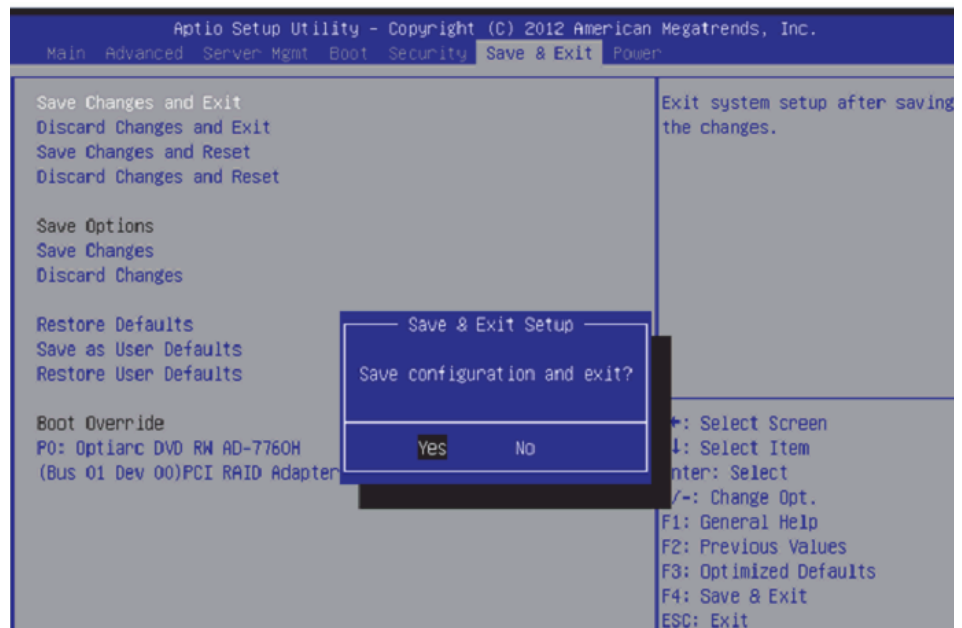 Aptio Setup Utility - Copyright (C) 2012 American Megatrends, Inc.
Main Advanced Server Mgmt Boot Security Save & Exit Power
Save Changes and Exit
Discard Changes and Exit
Save Changes and Reset
Discard Changes and Reset
Save Options
Save Changes
Discard Changes
Restore Defaults
Save as User Defaults
Restore User Defaults
Boot Override
P0: Optiarc DVD RW AD-7760H
(Bus 01 Dev 00)PCI RAID Adapter
Save & Exit Setup
Save configuration and exit?
Yes No
Exit system setup after saving
the changes.
←: Select Screen
↓: Select Item
nter: Select
/-: Change Opt.
F1: General Help
F2: Previous Values
F3: Optimized Defaults
F4: Save & Exit
ESC: Exit